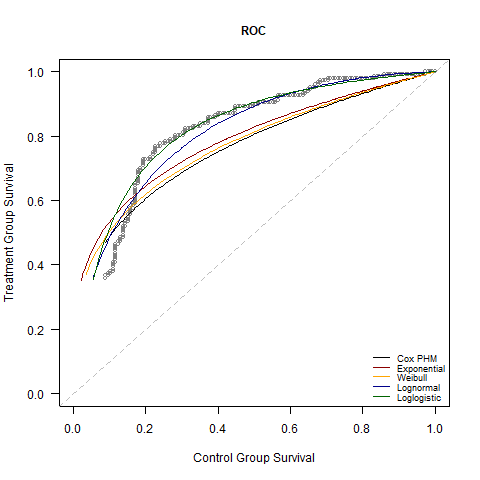 ROC
Treatment Group Survival
1.0
0.8
0.6
0.4
0.2
0.0
Cox PHM
Exponential
Weibull
Lognormal
Loglogistic
0.0 0.2 0.4 0.6 0.8 1.0
Control Group Survival